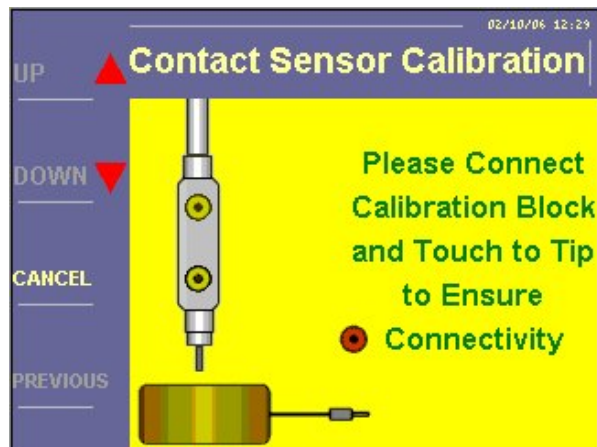 02/10/06 12:29
Contact Sensor Calibration
UP
DOWN
CANCEL
PREVIOUS
Please Connect
Calibration Block
and Touch to Tip
to Ensure
Connectivity